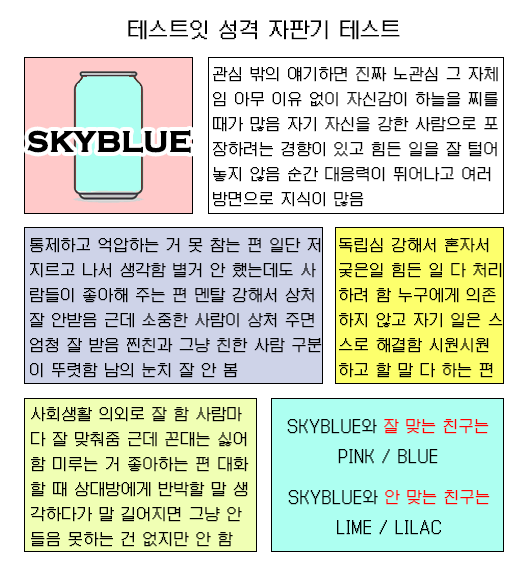 테스트잇 성격 자판기 테스트
SKYBLUE
관심 밖의 얘기하면 진짜 노관심 그 자체
임 아무 이유 없이 자신감이 하늘을 찌를
때가 많음 자기 자신을 강한 사람으로 포
장하려는 경향이 있고 힘든 일을 잘 털어
놓지 않음 순간 대응력이 뛰어나고 여러
방면으로 지식이 많음
통제하고 억압하는 거 못 참는 편 일단 저
지르고 나서 생각함 별거 안 했는데도 사
람들이 좋아해 주는 편 멘탈 강해서 상처
잘 안받음 근데 소중한 사람이 상처 주면
엄청 잘 받음 찐친과 그냥 친한 사람 구분
이 뚜렷함 남의 눈치 잘 안 봄
독립심 강해서 혼자서
궂은일 힘든 일 다 처리
하려 함 누구에게 의존
하지 않고 자기 일은 스
스로 해결함 시원시원
하고 할 말 다 하는 편
사회생활 의외로 잘 함 사람마
다 잘 맞춰줌 근데 꼰대는 싫어
함 미루는 거 좋아하는 편 대화
할 때 상대방에게 반박할 말 생
각하다가 말 길어지면 그냥 안
들음 못하는 건 없지만 안 함
SKYBLUE와 잘 맞는 친구는
PINK / BLUE
SKYBLUE와 안 맞는 친구는
LIME / LILAC